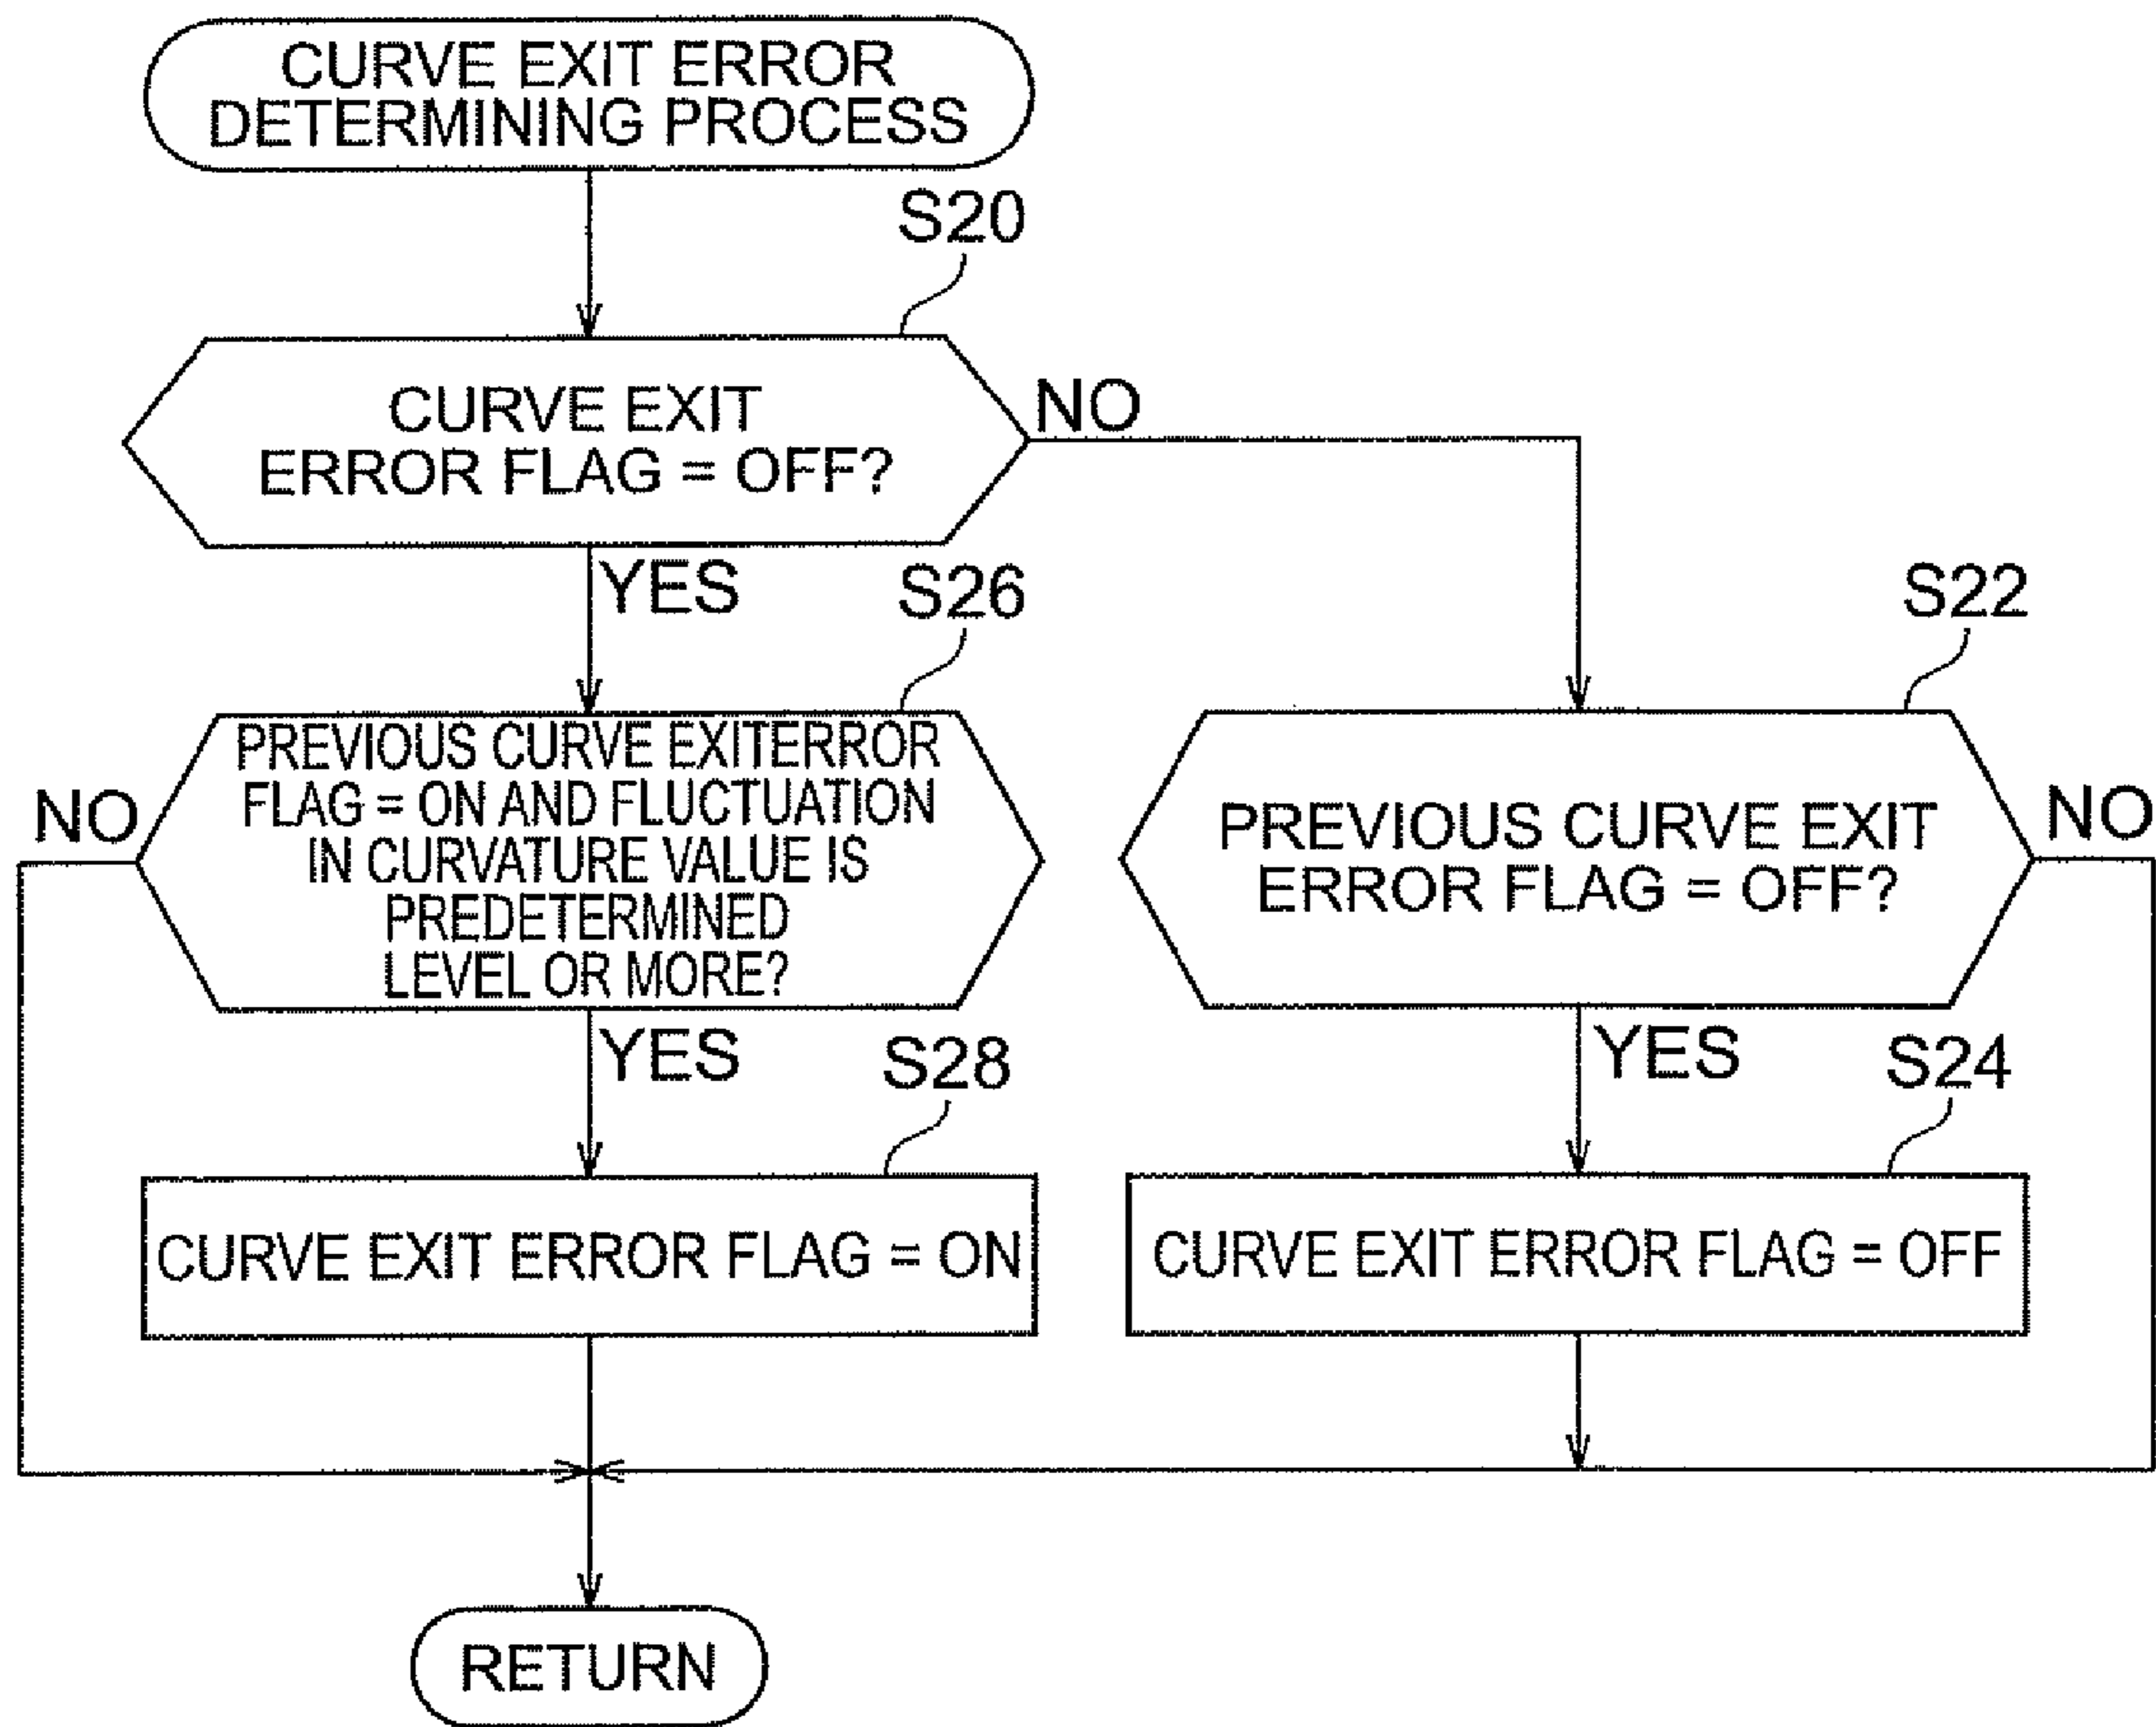 CURVE EXIT ERROR
DETERMINING PROCESS
S20
CURVE EXIT
ERROR FLAG = OFF?
NO
YES
S26
S22
PREVIOUS CURVE EXITERROR
FLAG = ON AND FLUCTUATION
IN CURVATURE VALUE IS
PREDETERMINED
LEVEL OR MORE?
NO
PREVIOUS CURVE EXIT
ERROR FLAG = OFF?
NO
YES
S28
YES
S24
CURVE EXIT ERROR FLAG = ON
CURVE EXIT ERROR FLAG = OFF
RETURN